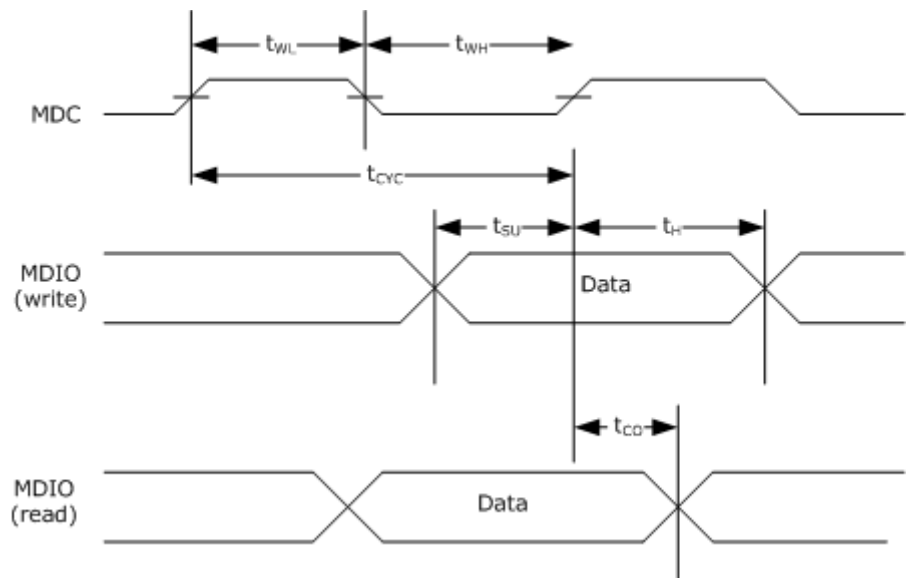 tWL
tWH
MDC
tCYC
tSU
tH
MDIO
(write)
Data
tCO
MDIO
(read)
Data